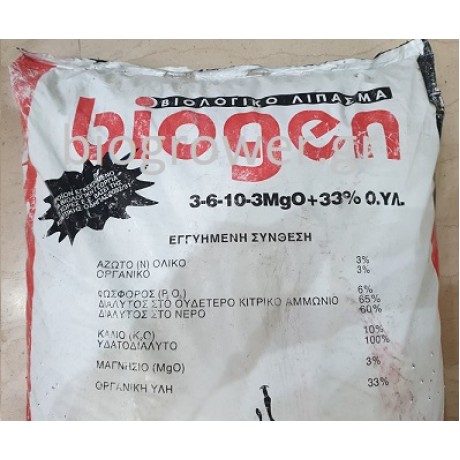 ΒΙΟΛΟΓΙΚΟ ΛΙΠΑΣΜΑ
biogen
biogrower.gr
3-6-10-3MgO+33% Ο.ΥΛ.
ΠΡΟΪΟΝ ΕΓΚΕΚΡΙΜΕΝΟ
ΕΓΓΥΗΜΕΝΗ ΣΥΝΘΕΣΗ
ΑΖΩΤΟ (Ν) ΟΛΙΚΟ 3%
ΟΡΓΑΝΙΚΟ 3%
ΦΩΣΦΟΡΟΣ (P₂O₅) 6%
ΔΙΑΛΥΤΟΣ ΣΤΟ ΟΥΔΕΤΕΡΟ ΚΙΤΡΙΚΟ ΑΜΜΩΝΙΟ 65%
ΔΙΑΛΥΤΟΣ ΣΤΟ ΝΕΡΟ 60%
ΚΑΛΙΟ (K₂O) 10%
ΥΔΑΤΟΔΙΑΛΥΤΟ 100%
ΜΑΓΝΗΣΙΟ (MgO) 3%
ΟΡΓΑΝΙΚΗ ΥΛΗ 33%